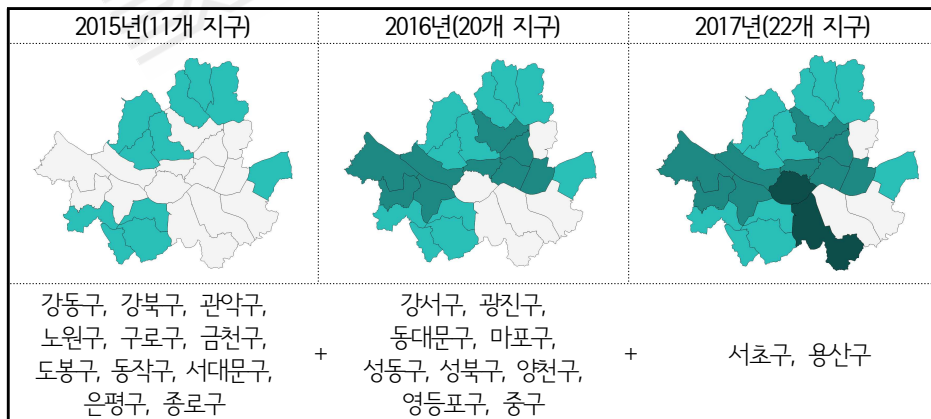 2015년(11개 지구)
2016년(20개 지구)
2017년(22개 지구)
강동구, 강북구, 관악구,
노원구, 구로구, 금천구,
도봉구, 동작구, 서대문구,
은평구, 종로구
+
강서구, 광진구,
동대문구, 마포구,
성동구, 성북구, 양천구,
영등포구, 중구
+
서초구, 용산구